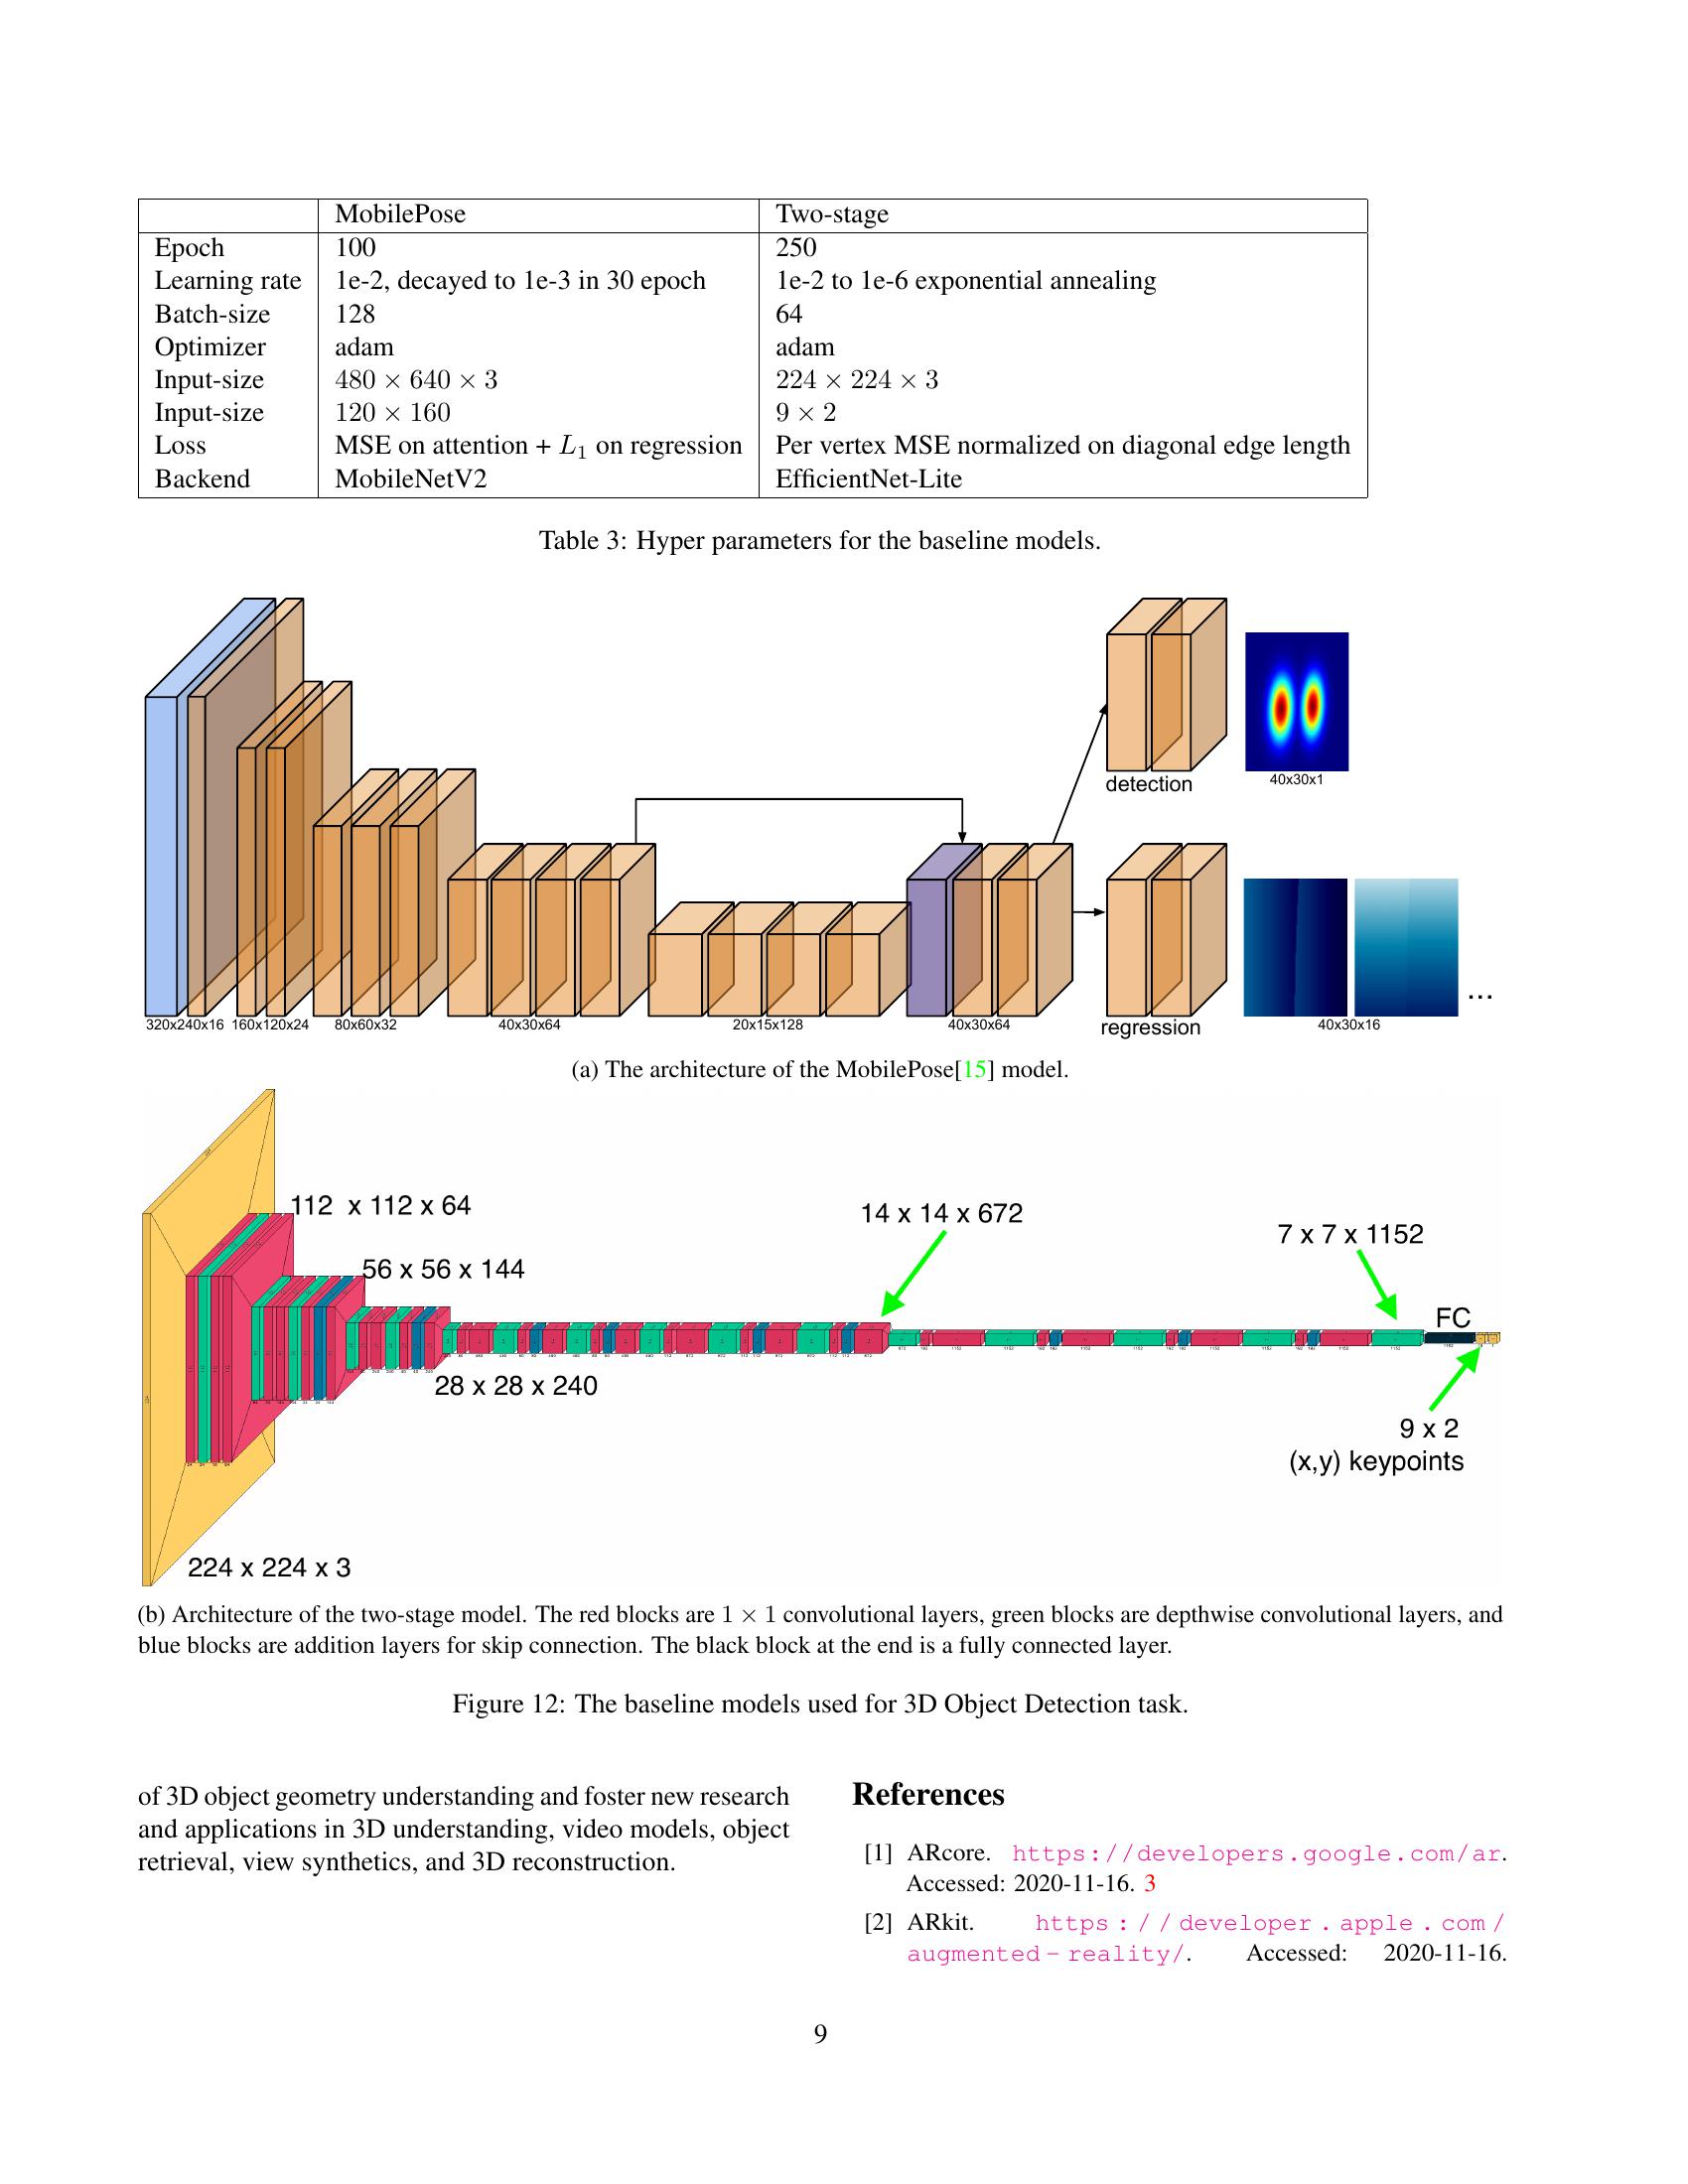 MobilePose Two-stage
Epoch 100 250
Learning rate 1e-2, decayed to 1e-3 in 30 epoch 1e-2 to 1e-6 exponential annealing
Batch-size 128 64
Optimizer adam adam
Input-size 480 × 640 × 3 224 × 224 × 3
Input-size 120 × 160 9 × 2
Loss MSE on attention + L₁ on regression Per vertex MSE normalized on diagonal edge length
Backend MobileNetV2 EfficientNet-Lite
Table 3: Hyper parameters for the baseline models.
detection
40x30x1
320x240x16 160x120x24 80x60x32 40x30x64 20x15x128 40x30x64 regression 40x30x16
...
(a) The architecture of the MobilePose[15] model.
112 x 112 x 64
14 x 14 x 672
7 x 7 x 1152
56 x 56 x 144
FC
28 x 28 x 240
9 x 2
(x,y) keypoints
224 x 224 x 3
(b) Architecture of the two-stage model. The red blocks are 1 × 1 convolutional layers, green blocks are depthwise convolutional layers, and
blue blocks are addition layers for skip connection. The black block at the end is a fully connected layer.
Figure 12: The baseline models used for 3D Object Detection task.
of 3D object geometry understanding and foster new research
and applications in 3D understanding, video models, object
retrieval, view synthetics, and 3D reconstruction.
References
[1] ARcore. https://developers.google.com/ar.
Accessed: 2020-11-16. 3
[2] ARkit. https://developer.apple.com/
augmented-reality/. Accessed: 2020-11-16.
9